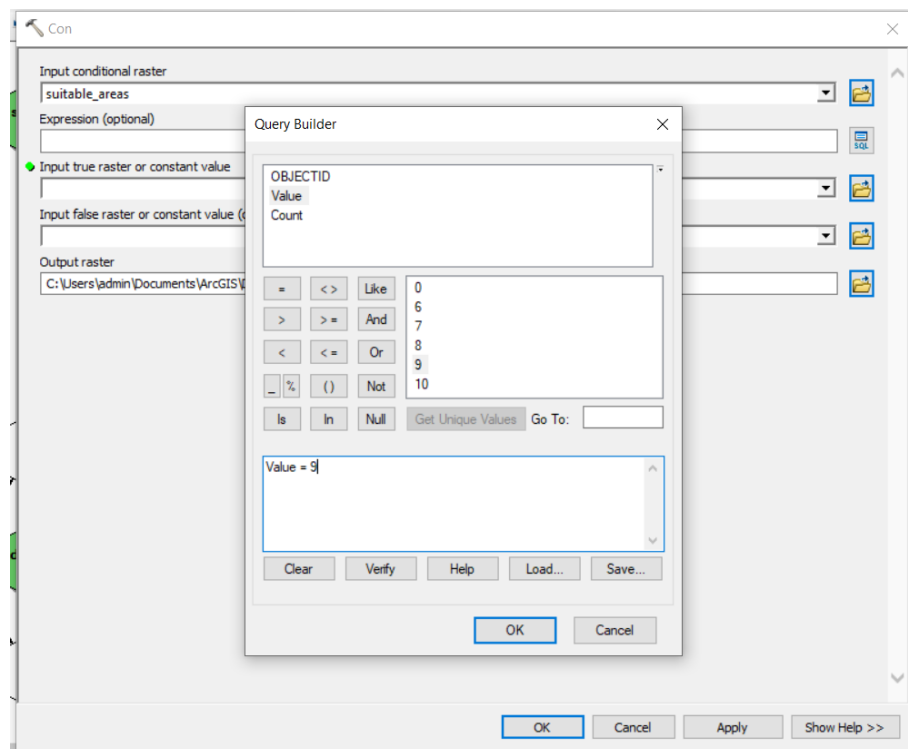 Con
Input conditional raster
suitable_areas
Expression (optional)
SQL
Input true raster or constant value
Input false raster or constant value (
Output raster
C:\Users\admin\Documents\ArcGIS\
Query Builder
OBJECTID
Value
Count
= <> Like
> >= And
< <= Or
_ % () Not
Is In Null
0
6
7
8
9
10
Get Unique Values Go To:
Value = 9
Clear Verify Help Load... Save...
OK Cancel
OK Cancel Apply Show Help >>